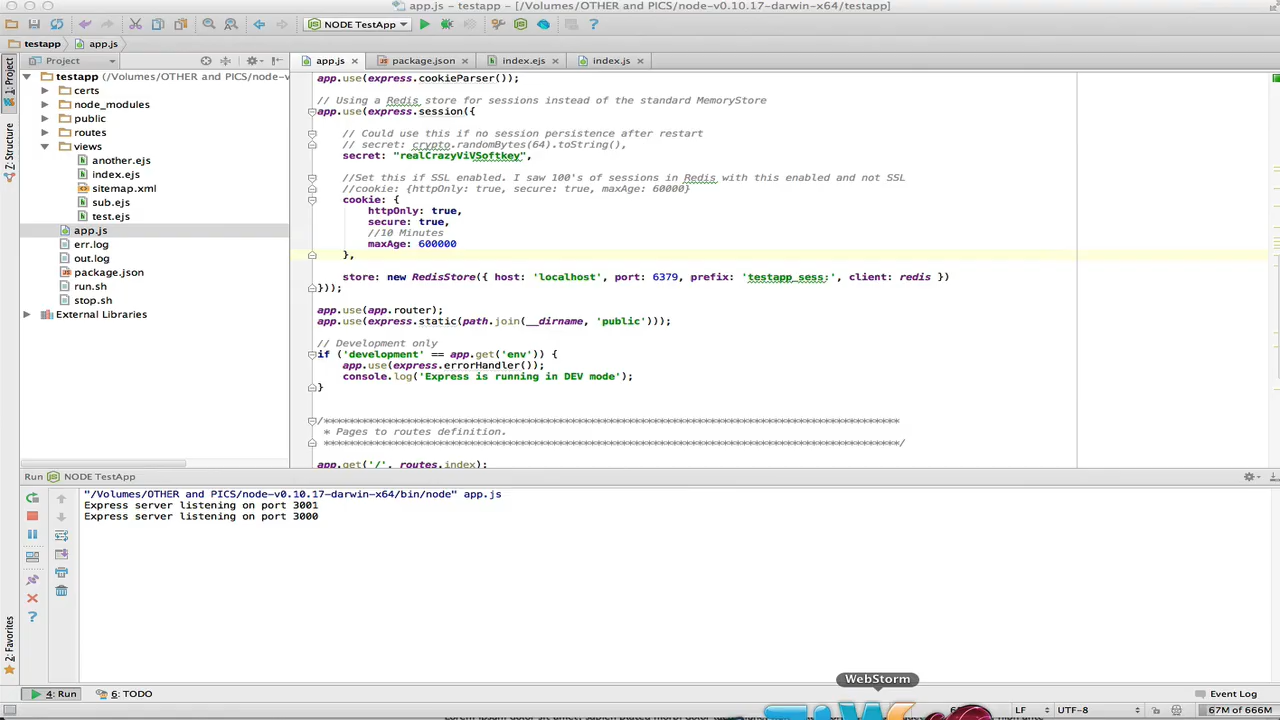 app.js - testapp - [/Volumes/OTHER and PICS/node-v0.10.17-darwin-x64/testapp]
NODE TestApp
testapp app.js
Project
app.js package.json index.ejs index.js
1: Project
7: Structure
2: Favorites
testapp (/Volumes/OTHER and PICS/node-v
certs
node_modules
public
routes
views
another.ejs
index.ejs
sitemap.xml
sub.ejs
test.ejs
app.js
err.log
out.log
package.json
run.sh
stop.sh
External Libraries
app.use(express.cookieParser());
// Using a Redis store for sessions instead of the standard MemoryStore
app.use(express.session({
// Could use this if no session persistence after restart
// secret: crypto.randomBytes(64).toString(),
secret: "realCrazyViVSoftkey",
//Set this if SSL enabled. I saw 100's of sessions in Redis with this enabled and not SSL
//cookie: {httpOnly: true, secure: true, maxAge: 60000}
cookie: {
httpOnly: true,
secure: true,
//10 Minutes
maxAge: 600000
},
store: new RedisStore({ host: 'localhost', port: 6379, prefix: 'testapp_sess:', client: redis })
}));
app.use(app.router);
app.use(express.static(path.join(__dirname, 'public')));
// Development only
if ('development' == app.get('env')) {
app.use(express.errorHandler());
console.log('Express is running in DEV mode');
}
/*******************************************************************************************
* Pages to routes definition.
*******************************************************************************************/
app.get('/', routes.index);
Run NODE TestApp
"/Volumes/OTHER and PICS/node-v0.10.17-darwin-x64/bin/node" app.js
Express server listening on port 3001
Express server listening on port 3000
WebStorm
4: Run 6: TODO Event Log
LF UTF-8 67M of 666M